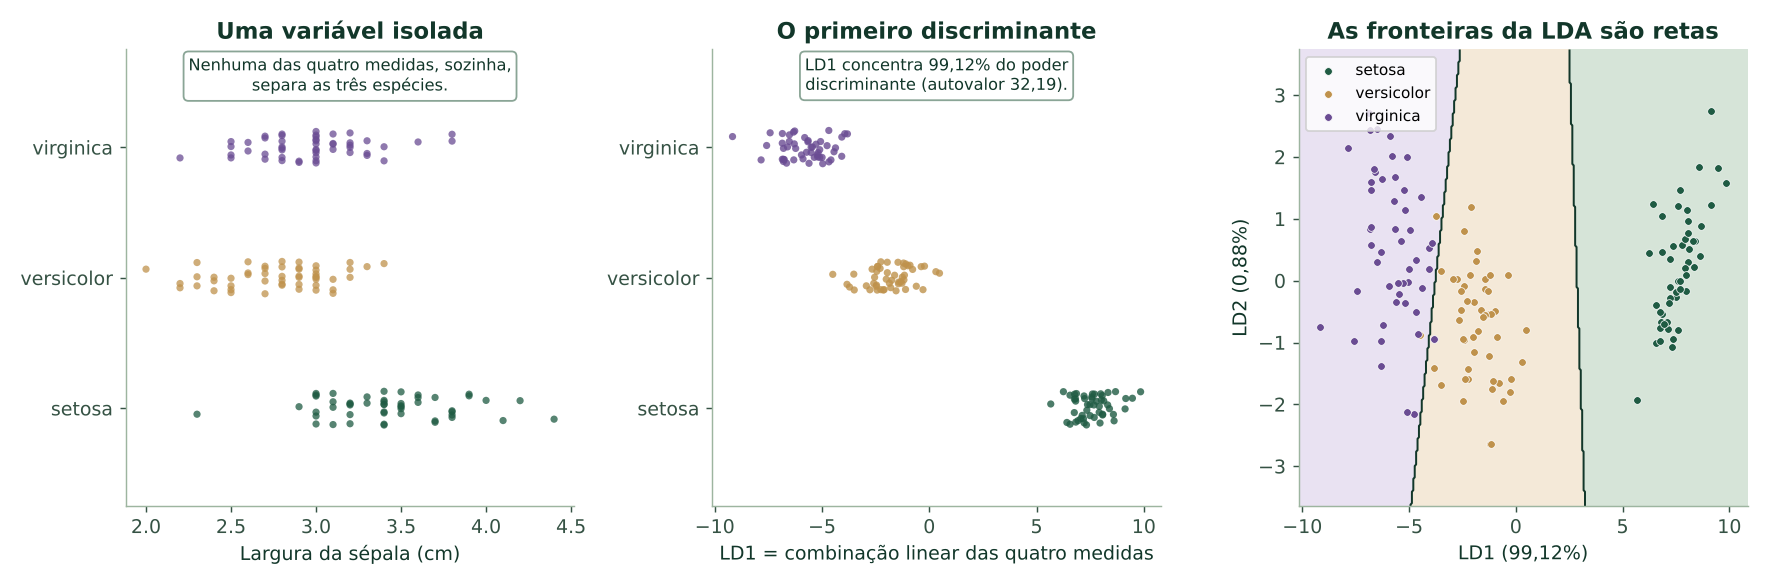 Uma variável isolada
Nenhuma das quatro medidas, sozinha,
separa as três espécies.
virginica
versicolor
setosa
2.0
2.5
3.0
3.5
4.0
4.5
Largura da sépala (cm)
O primeiro discriminante
LD1 concentra 99,12% do poder
discriminante (autovalor 32,19).
virginica
versicolor
setosa
−10
−5
0
5
10
LD1 = combinação linear das quatro medidas
As fronteiras da LDA são retas
setosa
versicolor
virginica
LD2 (0,88%)
3
2
1
0
−1
−2
−3
−10
−5
0
5
10
LD1 (99,12%)